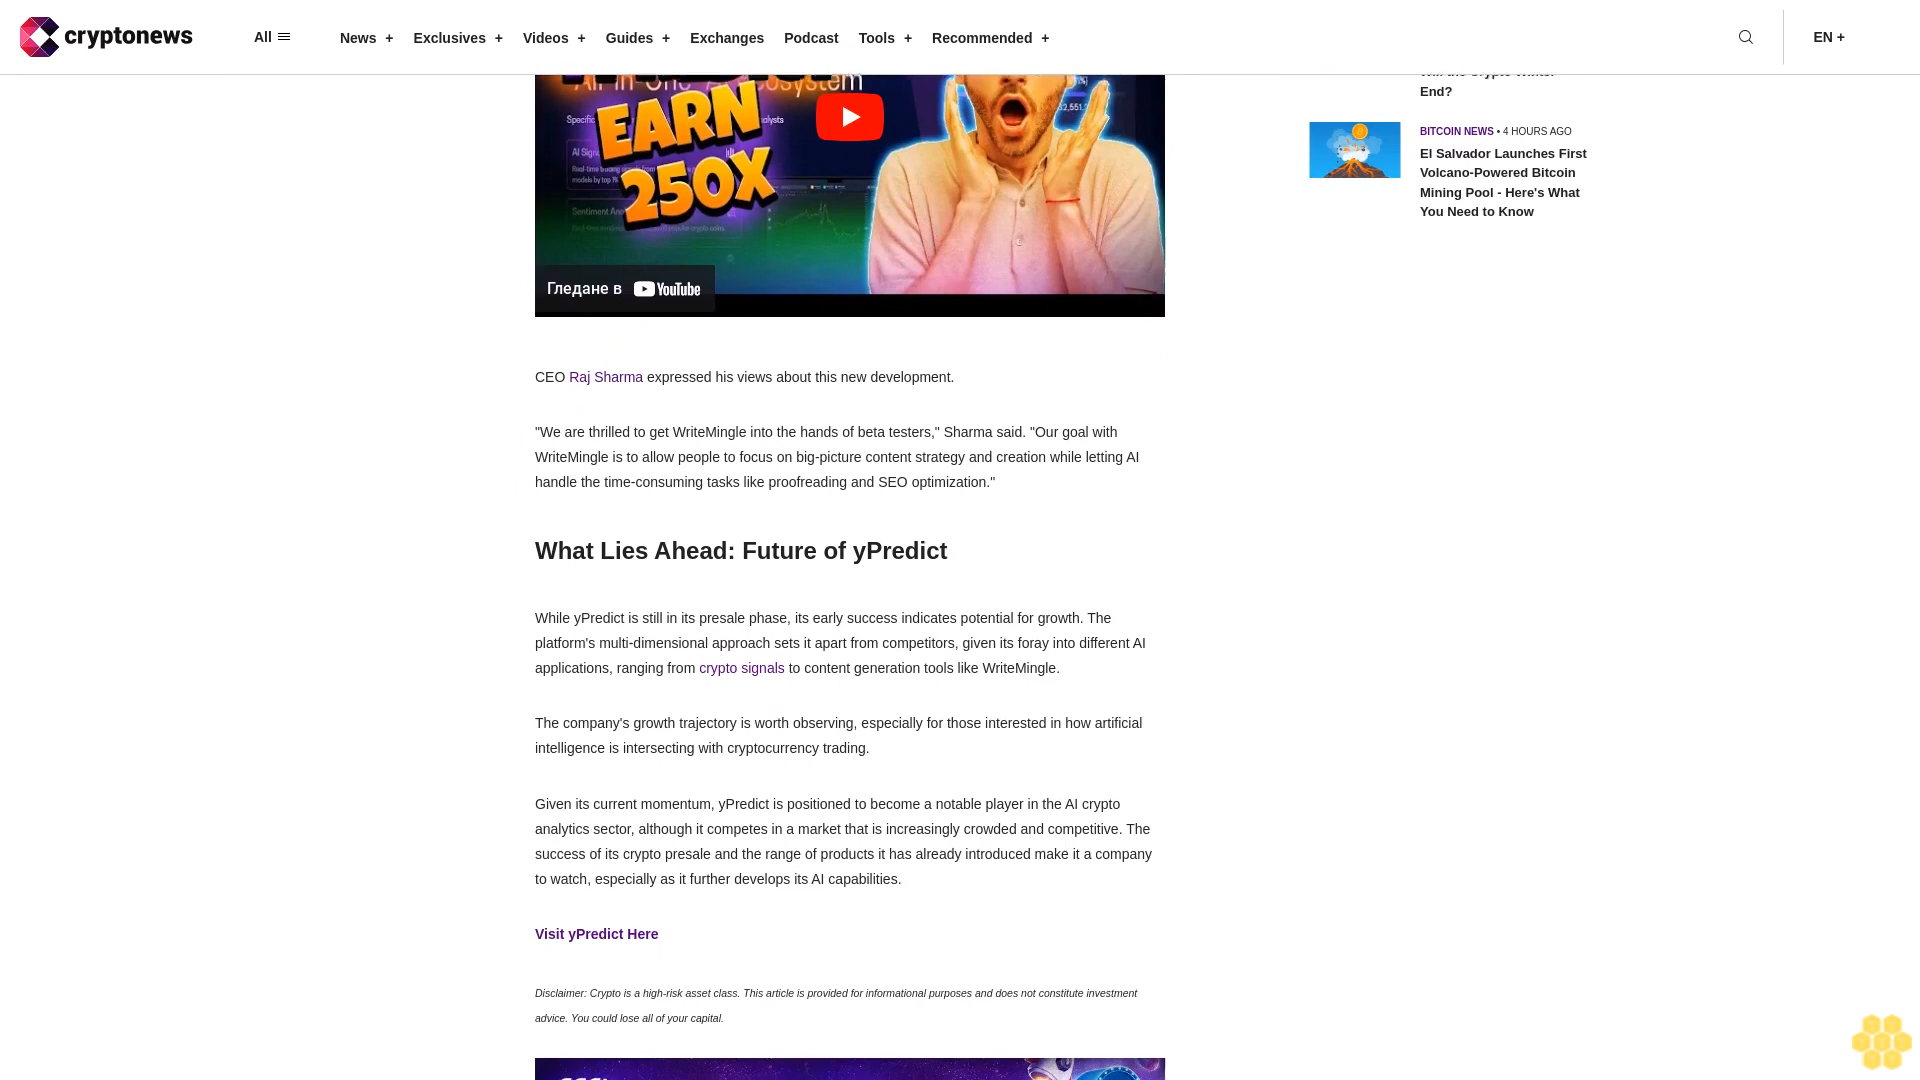 cryptonews
All
News + Exclusives + Videos + Guides + Exchanges Podcast Tools + Recommended +
EN +
EARN
250X
Гледане в YouTube
End?
BITCOIN NEWS • 4 HOURS AGO
El Salvador Launches First
Volcano-Powered Bitcoin
Mining Pool - Here's What
You Need to Know
CEO Raj Sharma expressed his views about this new development.
"We are thrilled to get WriteMingle into the hands of beta testers," Sharma said. "Our goal with
WriteMingle is to allow people to focus on big-picture content strategy and creation while letting AI
handle the time-consuming tasks like proofreading and SEO optimization."
What Lies Ahead: Future of yPredict
While yPredict is still in its presale phase, its early success indicates potential for growth. The
platform's multi-dimensional approach sets it apart from competitors, given its foray into different AI
applications, ranging from crypto signals to content generation tools like WriteMingle.
The company's growth trajectory is worth observing, especially for those interested in how artificial
intelligence is intersecting with cryptocurrency trading.
Given its current momentum, yPredict is positioned to become a notable player in the AI crypto
analytics sector, although it competes in a market that is increasingly crowded and competitive. The
success of its crypto presale and the range of products it has already introduced make it a company
to watch, especially as it further develops its AI capabilities.
Visit yPredict Here
Disclaimer: Crypto is a high-risk asset class. This article is provided for informational purposes and does not constitute investment
advice. You could lose all of your capital.